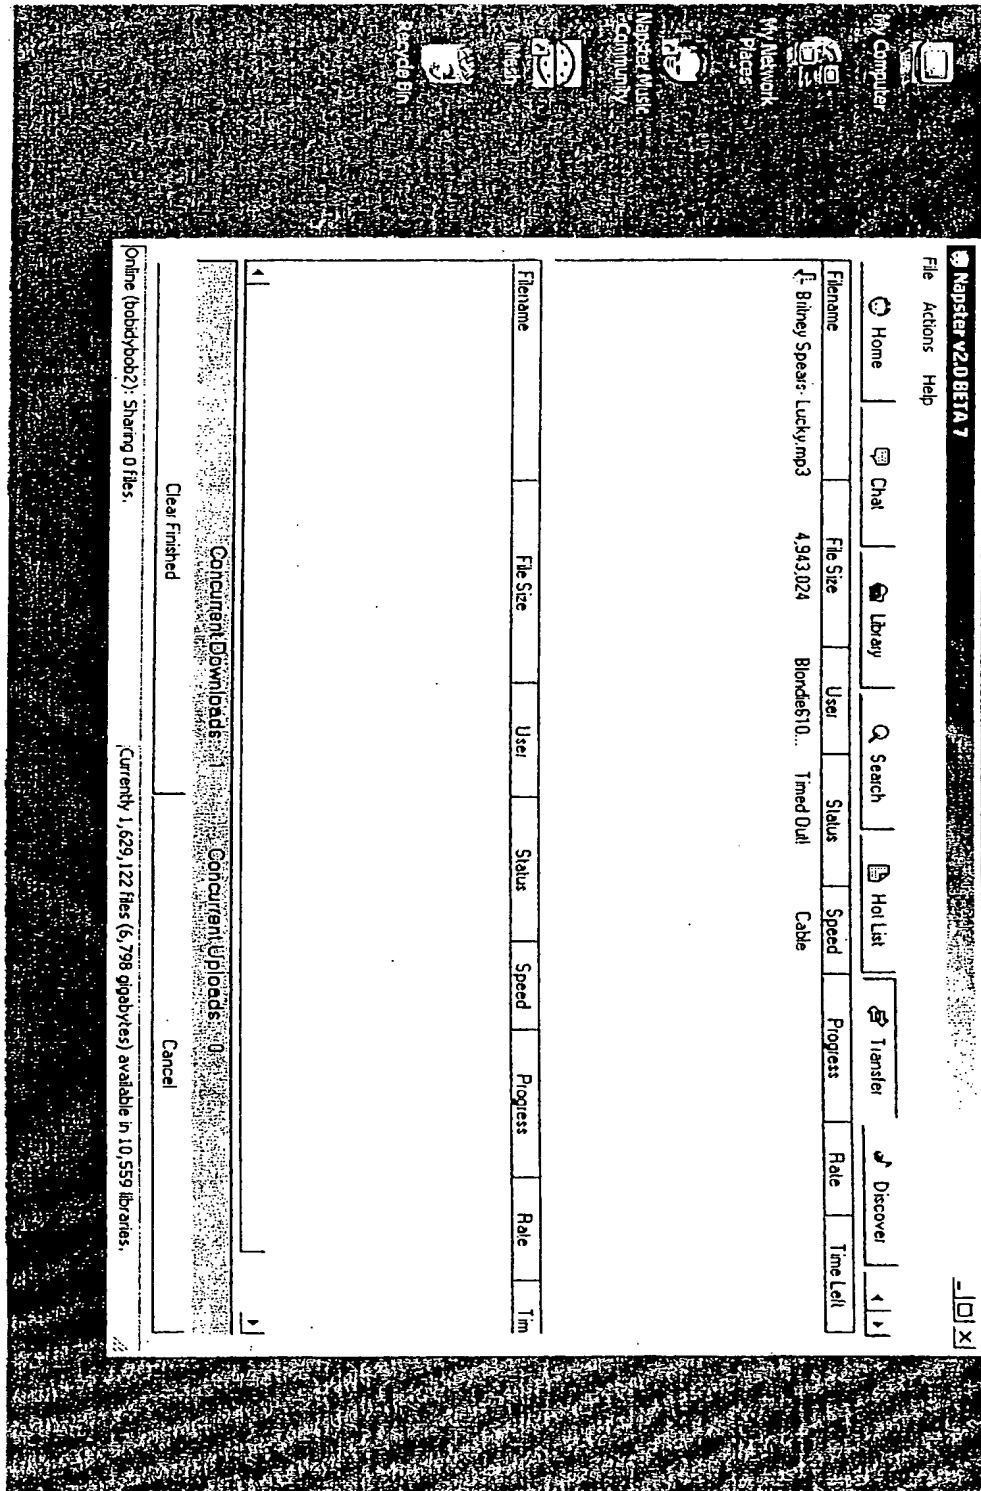 My Computer
My Network
Places
Napster Music
Community
Recycle Bin
Napster v2.0 BETA 7
File Actions Help
Home Chat Library Search Hot List Transfer Discover
Filename File Size User Status Speed Progress Rate Time Left
Britney Spears- Lucky.mp3 4,943,024 Blondie610... Timed Out! Cable
Filename File Size User Status Speed Progress Rate Tim
Concurrent Downloads: 1 Concurrent Uploads: 0
Clear Finished Cancel
Online (bobidybob2): Sharing 0 files.
Currently 1,629,122 files (6,798 gigabytes) available in 10,559 libraries.